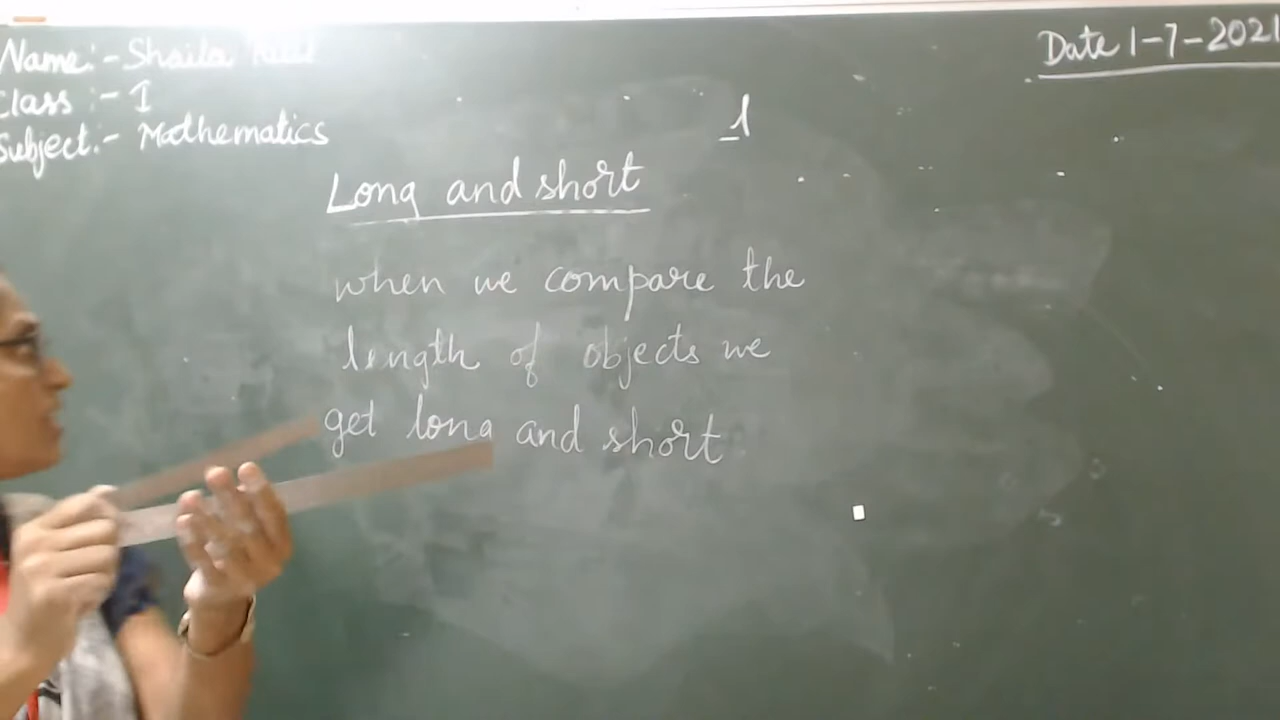 Name:- Shaila
Date 1-7-2021
Class :- I
Subject:- Mathematics
1
Long and short
when we compare the
length of objects we
get long and short